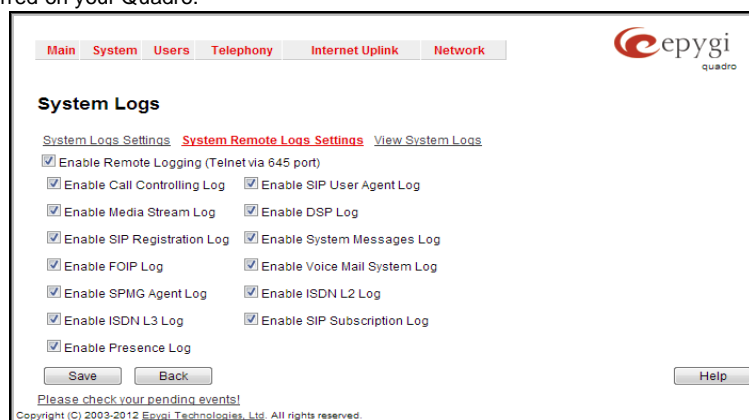 red on your Quadro.
epygi
quadro
Main System Users Telephony Internet Uplink Network
System Logs
System Logs Settings System Remote Logs Settings View System Logs
Enable Remote Logging (Telnet via 645 port)
Enable Call Controlling Log Enable SIP User Agent Log
Enable Media Stream Log Enable DSP Log
Enable SIP Registration Log Enable System Messages Log
Enable FOIP Log Enable Voice Mail System Log
Enable SPMG Agent Log Enable ISDN L2 Log
Enable ISDN L3 Log Enable SIP Subscription Log
Enable Presence Log
Save Back Help
Please check your pending events!
Copyright (C) 2003-2012 Epygi Technologies, Ltd. All rights reserved.